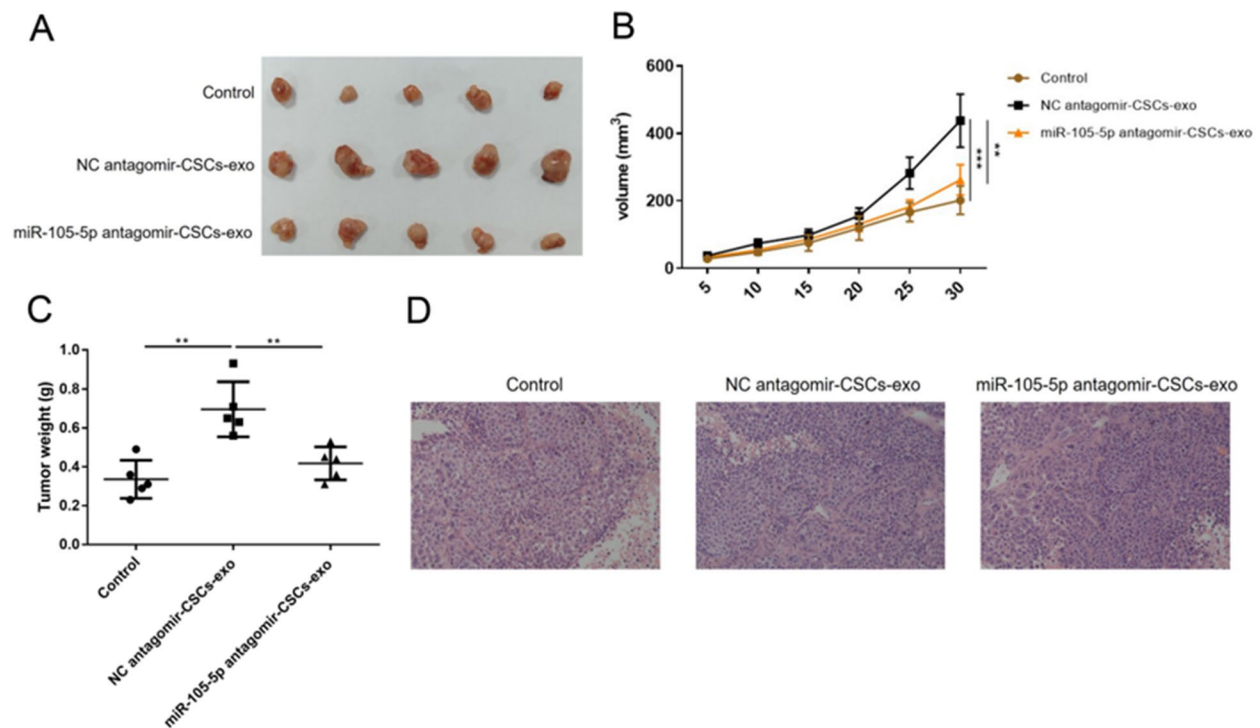 A
Control
NC antagomir-CSCs-exo
miR-105-5p antagomir-CSCs-exo
B
600
400
200
0
volume (mm³)
5
10
15
20
25
30
Control
NC antagomir-CSCs-exo
miR-105-5p antagomir-CSCs-exo
***
**
C
**
**
1.0
0.8
0.6
0.4
0.2
0.0
Tumor weight (g)
Control
NC antagomir-CSCs-exo
miR-105-5p antagomir-CSCs-exo
D
Control
NC antagomir-CSCs-exo
miR-105-5p antagomir-CSCs-exo